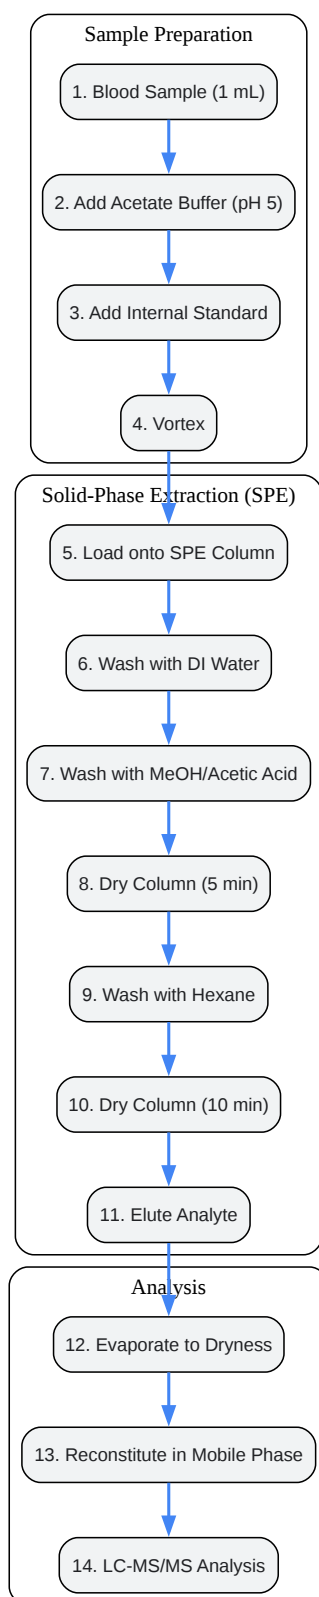 Sample Preparation
1. Blood Sample (1 mL)
2. Add Acetate Buffer (pH 5)
3. Add Internal Standard
4. Vortex
Solid-Phase Extraction (SPE)
5. Load onto SPE Column
6. Wash with DI Water
7. Wash with MeOH/Acetic Acid
8. Dry Column (5 min)
9. Wash with Hexane
10. Dry Column (10 min)
11. Elute Analyte
Analysis
12. Evaporate to Dryness
13. Reconstitute in Mobile Phase
14. LC-MS/MS Analysis